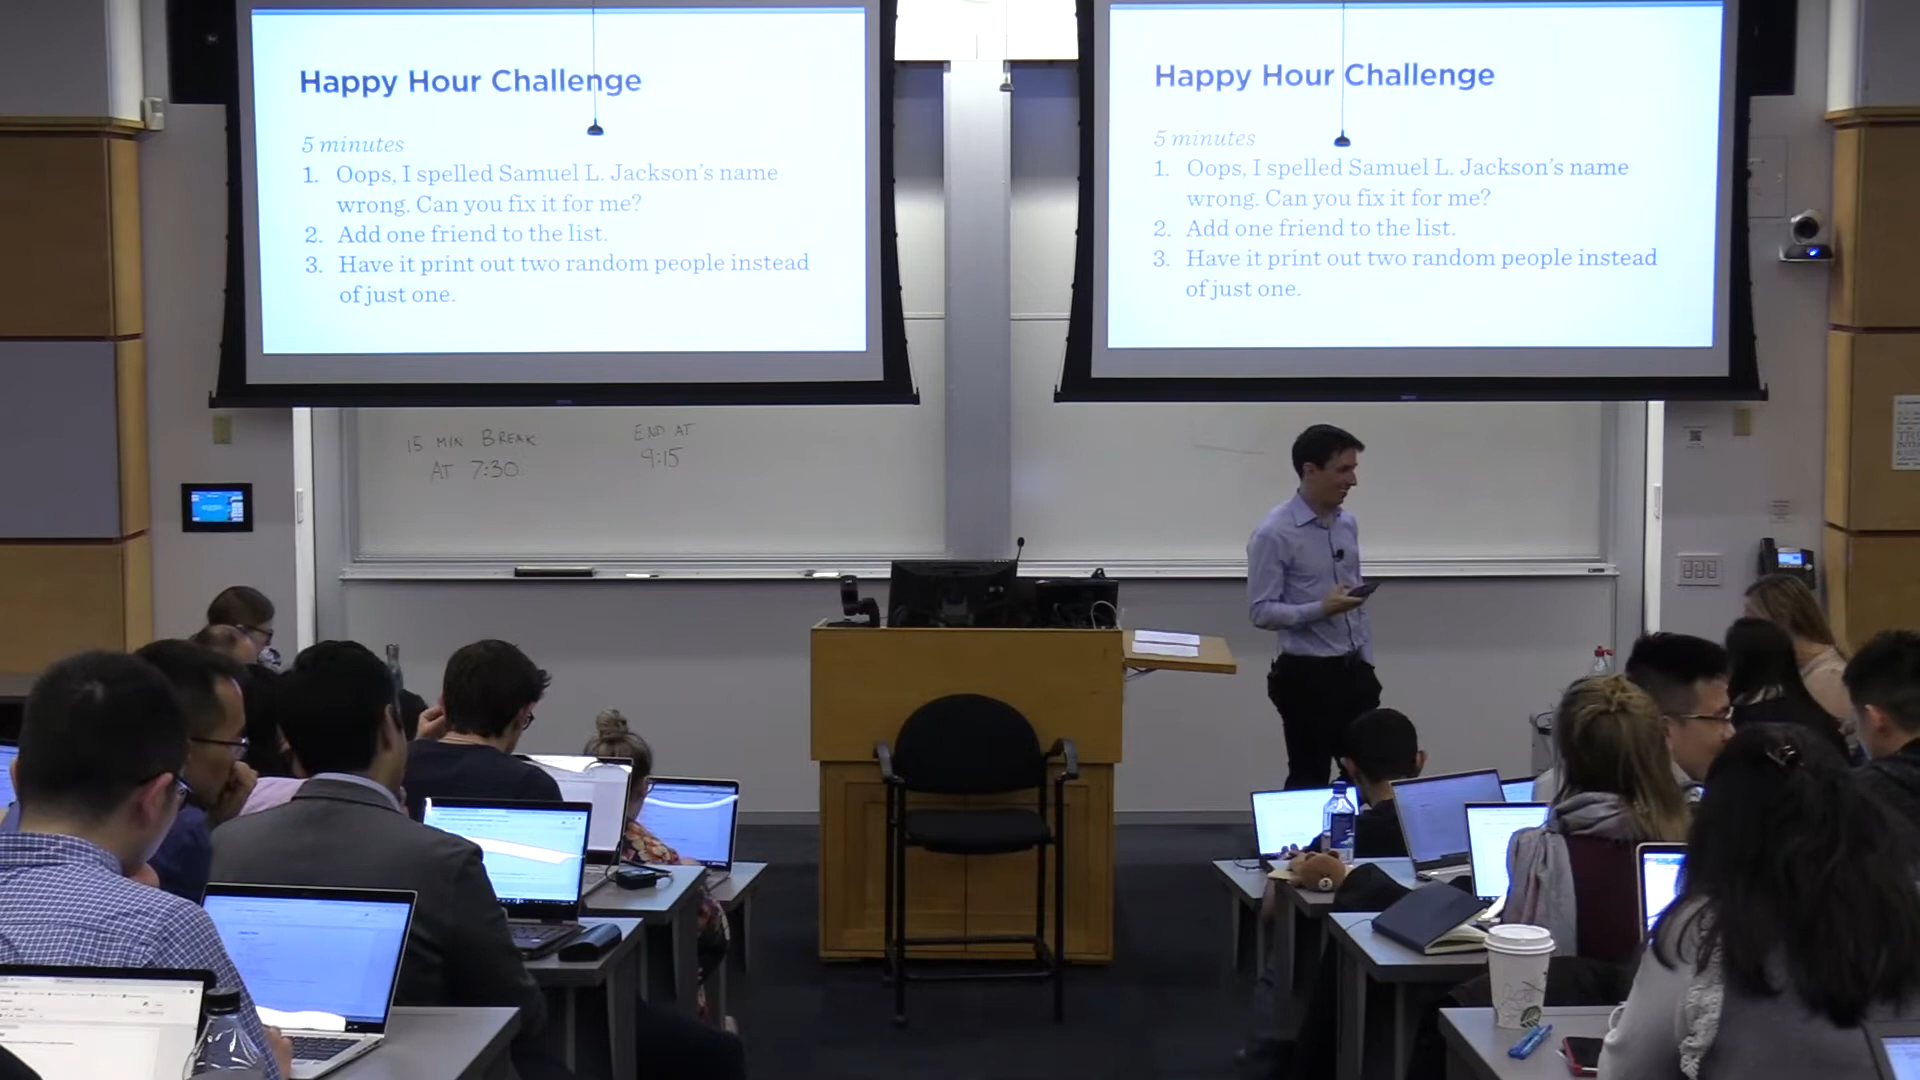 Happy Hour Challenge
5 minutes
1. Oops, I spelled Samuel L. Jackson's name
wrong. Can you fix it for me?
2. Add one friend to the list.
3. Have it print out two random people instead
of just one.
Happy Hour Challenge
5 minutes
1. Oops, I spelled Samuel L. Jackson's name
wrong. Can you fix it for me?
2. Add one friend to the list.
3. Have it print out two random people instead
of just one.
15 MIN BREAK
AT 7:30
END AT
9:15